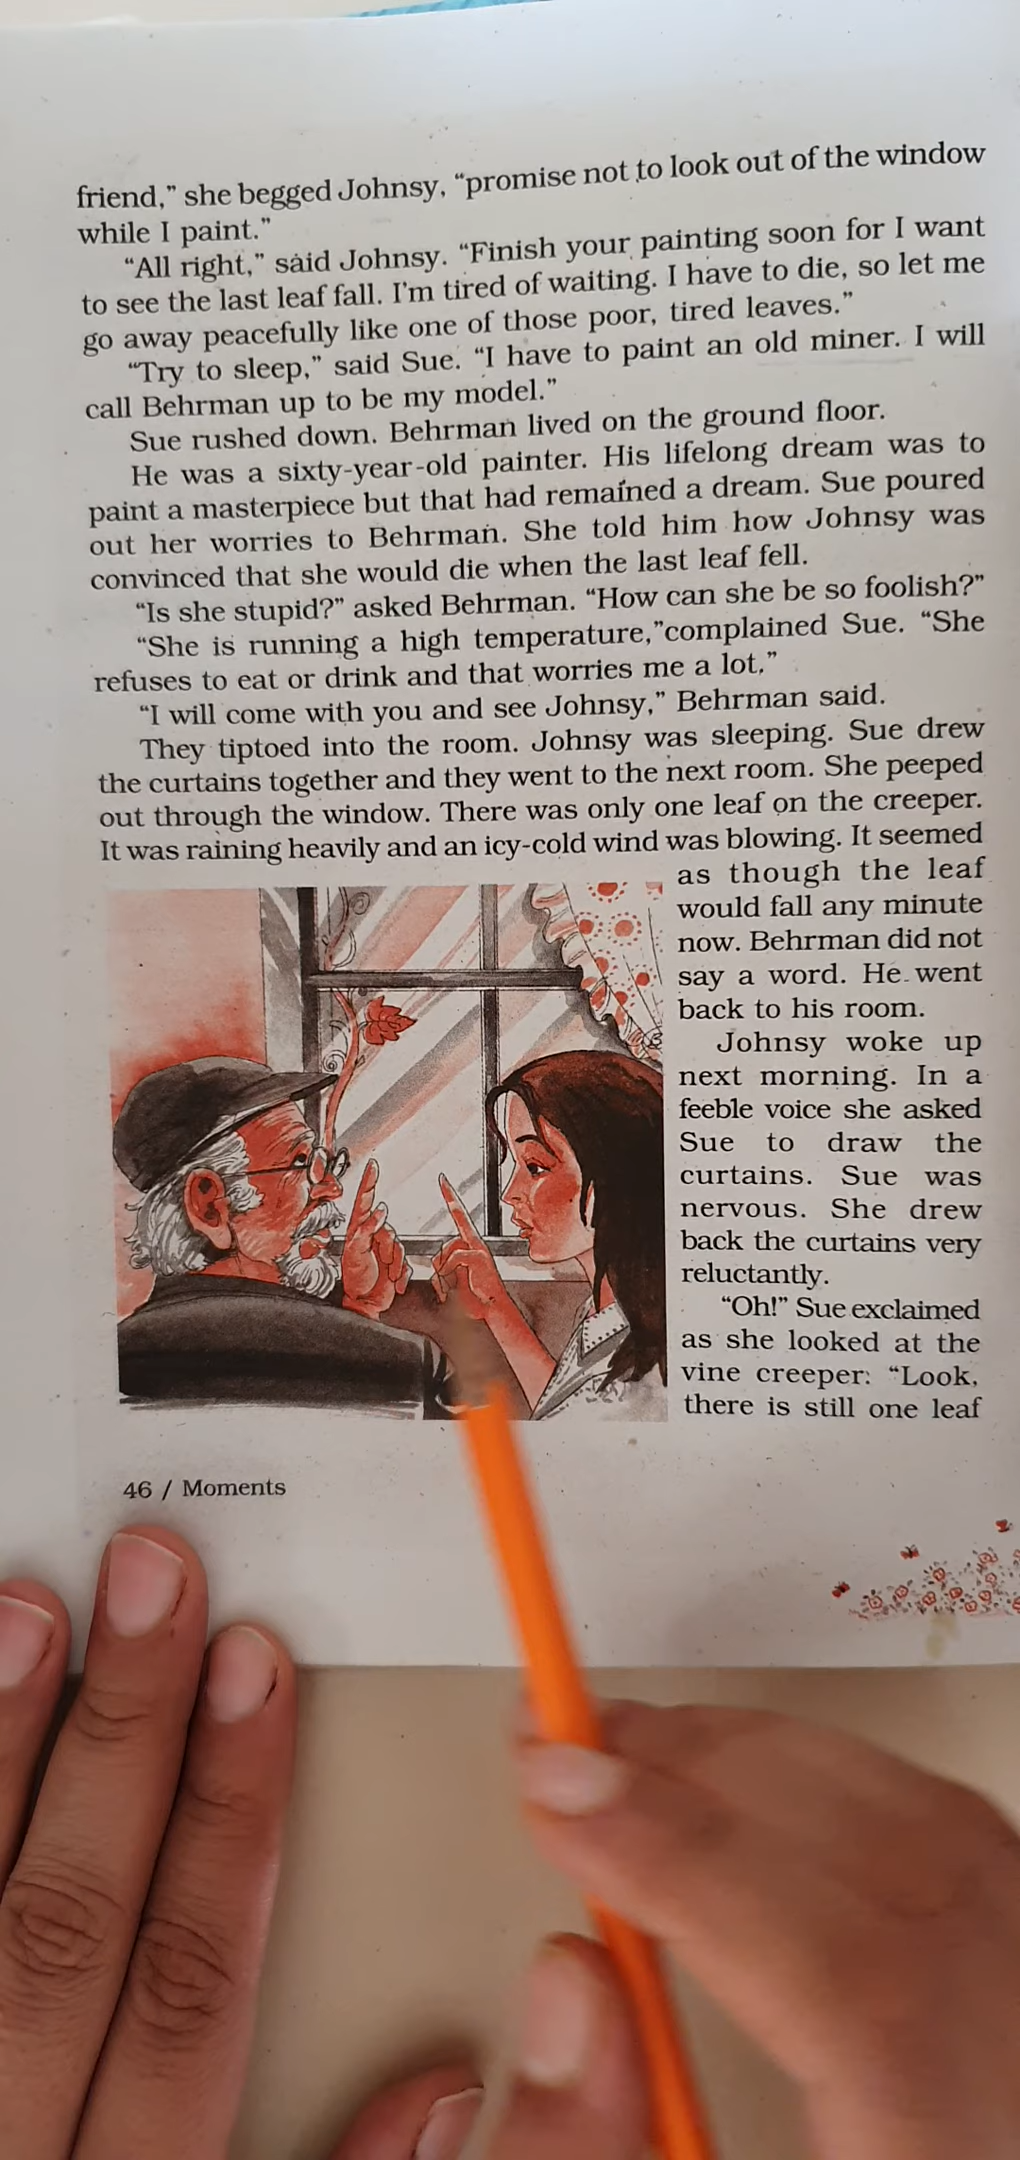 friend,” she begged Johnsy, “promise not to look out of the window
while I paint.”
“All right,” said Johnsy. “Finish your painting soon for I want
to see the last leaf fall. I'm tired of waiting. I have to die, so let me
go away peacefully like one of those poor, tired leaves.”
“Try to sleep,” said Sue. “I have to paint an old miner. I will
call Behrman up to be my model.”
Sue rushed down. Behrman lived on the ground floor.
He was a sixty-year-old painter. His lifelong dream was to
paint a masterpiece but that had remained a dream. Sue poured
out her worries to Behrman. She told him how Johnsy was
convinced that she would die when the last leaf fell.
“Is she stupid?” asked Behrman. “How can she be so foolish?”
“She is running a high temperature,”complained Sue. “She
refuses to eat or drink and that worries me a lot.”
“I will come with you and see Johnsy,” Behrman said.
They tiptoed into the room. Johnsy was sleeping. Sue drew
the curtains together and they went to the next room. She peeped
out through the window. There was only one leaf on the creeper.
It was raining heavily and an icy-cold wind was blowing. It seemed
as though the leaf
would fall any minute
now. Behrman did not
say a word. He went
back to his room.
Johnsy woke up
next morning. In a
feeble voice she asked
Sue to draw the
curtains. Sue was
nervous. She drew
back the curtains very
reluctantly.
“Oh!” Sue exclaimed
as she looked at the
vine creeper: “Look,
there is still one leaf
46 / Moments